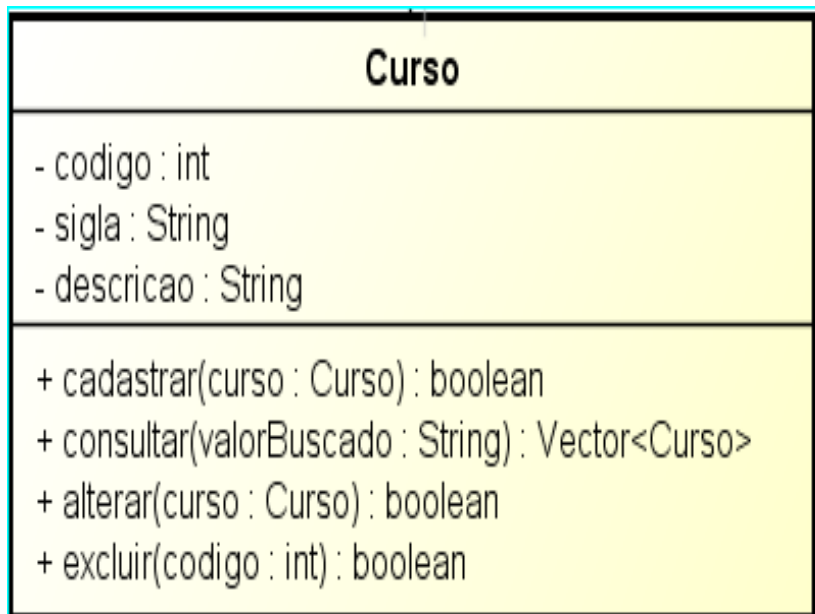 Curso
- codigo : int
- sigla : String
- descricao : String
+ cadastrar(curso : Curso) : boolean
+ consultar(valorBuscado : String) : Vector<Curso>
+ alterar(curso : Curso) : boolean
+ excluir(codigo : int) : boolean